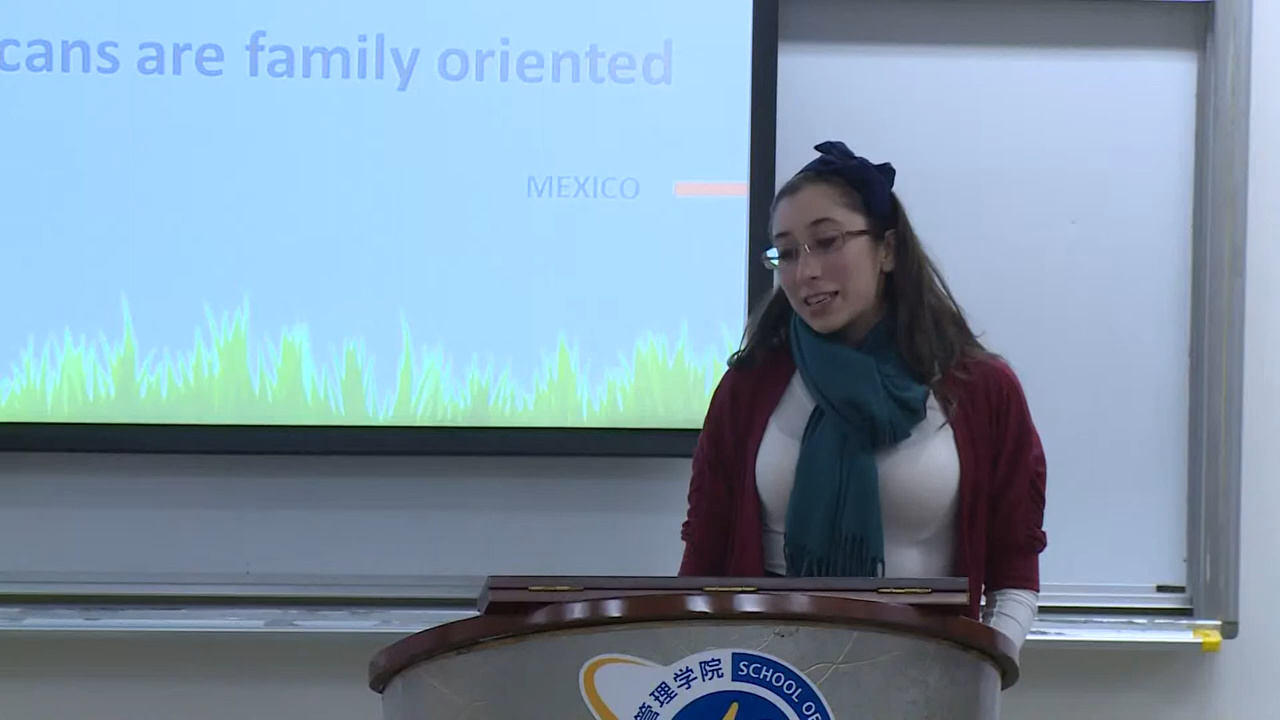 cans are family oriented
MEXICO
管理学院 SCHOOL OF